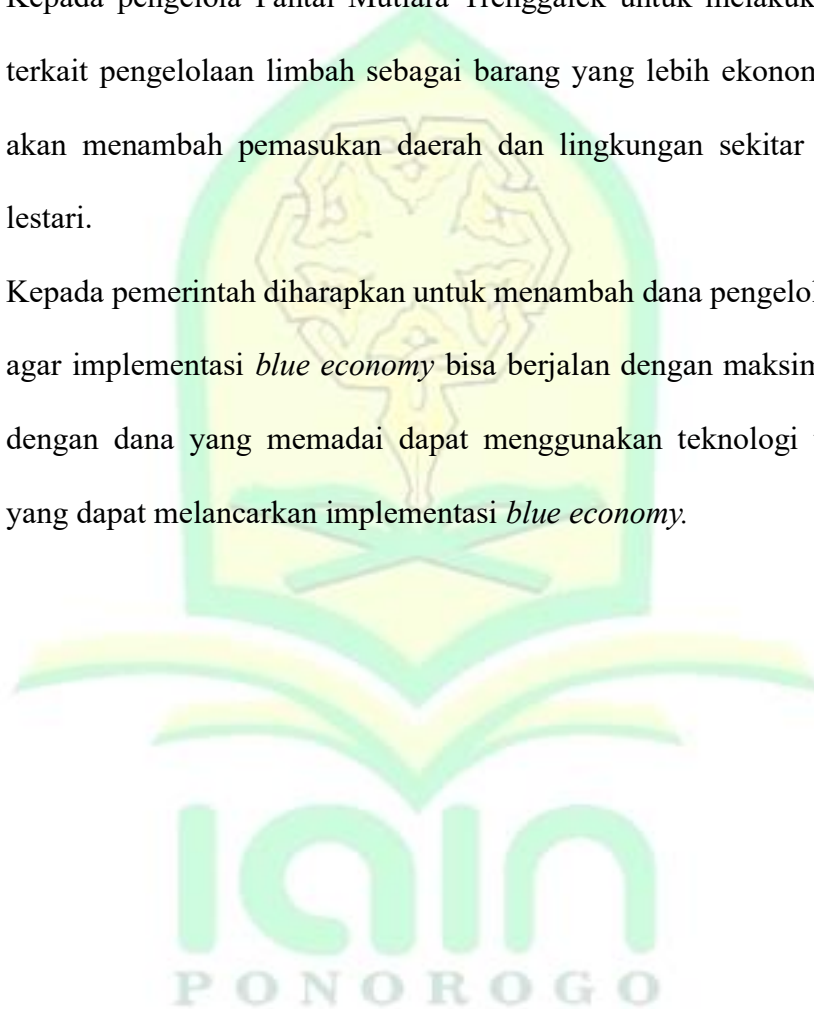 Kepada pengelola Pantai Mutiara Trenggalek untuk melakuk
terkait pengelolaan limbah sebagai barang yang lebih ekonom
akan menambah pemasukan daerah dan lingkungan sekitar
lestari.
Kepada pemerintah diharapkan untuk menambah dana pengelol
agar implementasi blue economy bisa berjalan dengan maksim
dengan dana yang memadai dapat menggunakan teknologi
yang dapat melancarkan implementasi blue economy.
IAIN
PONOROGO